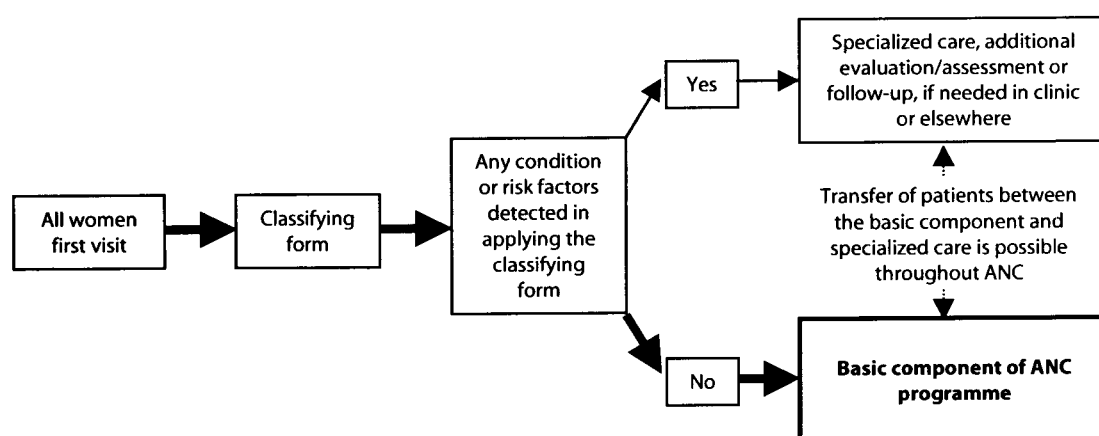 All women
first visit
Classifying
form
Any condition
or risk factors
detected in
applying the
classifying
form
Yes
Specialized care, additional
evaluation/assessment or
follow-up, if needed in clinic
or elsewhere
Transfer of patients between
the basic component and
specialized care is possible
throughout ANC
No
Basic component of ANC
programme